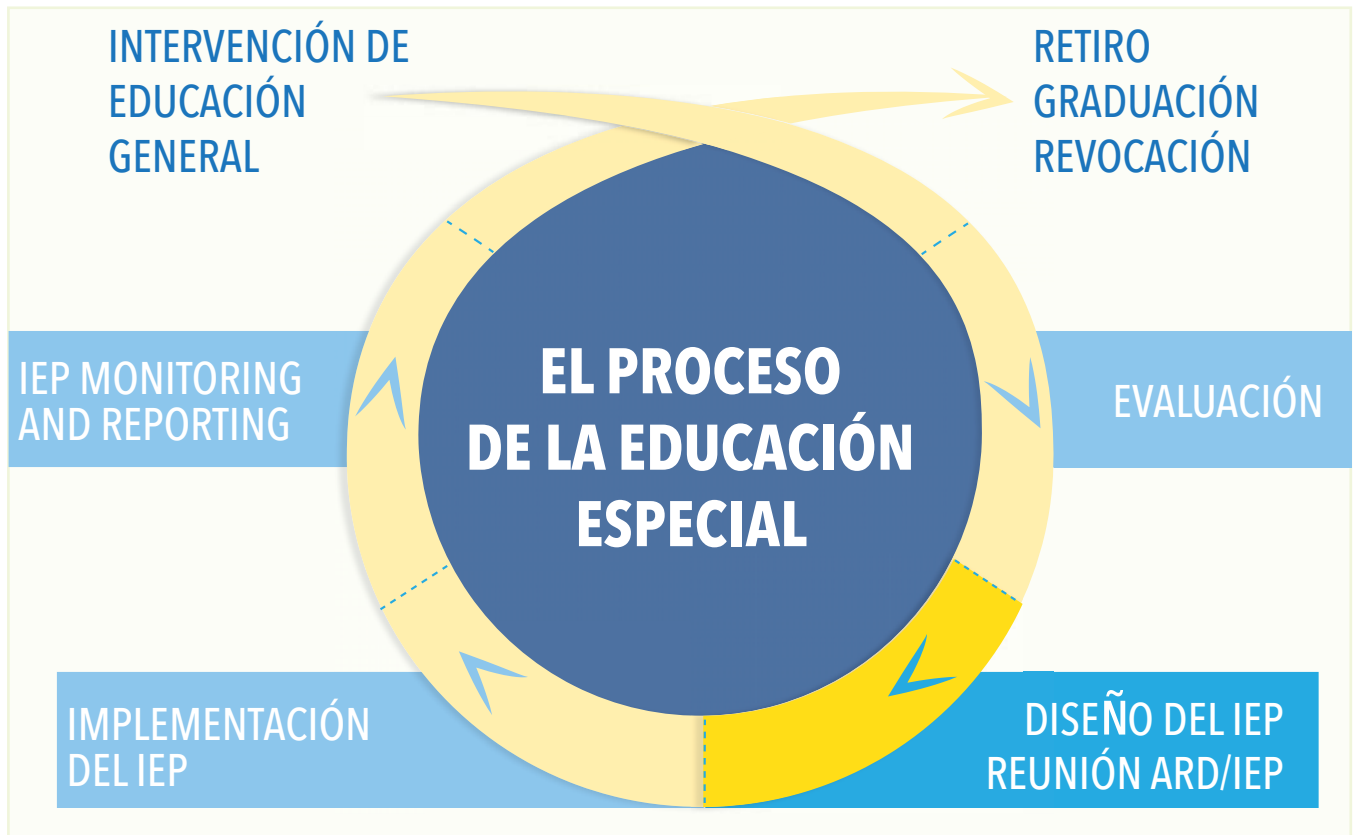 INTERVENCIÓN DE
EDUCACIÓN
GENERAL
RETIRO
GRADUACIÓN
REVOCACIÓN
EL PROCESO
DE LA EDUCACIÓN
ESPECIAL
IEP MONITORING
AND REPORTING
EVALUACIÓN
IMPLEMENTACIÓN
DEL IEP
DISEÑO DEL IEP
REUNIÓN ARD/IEP